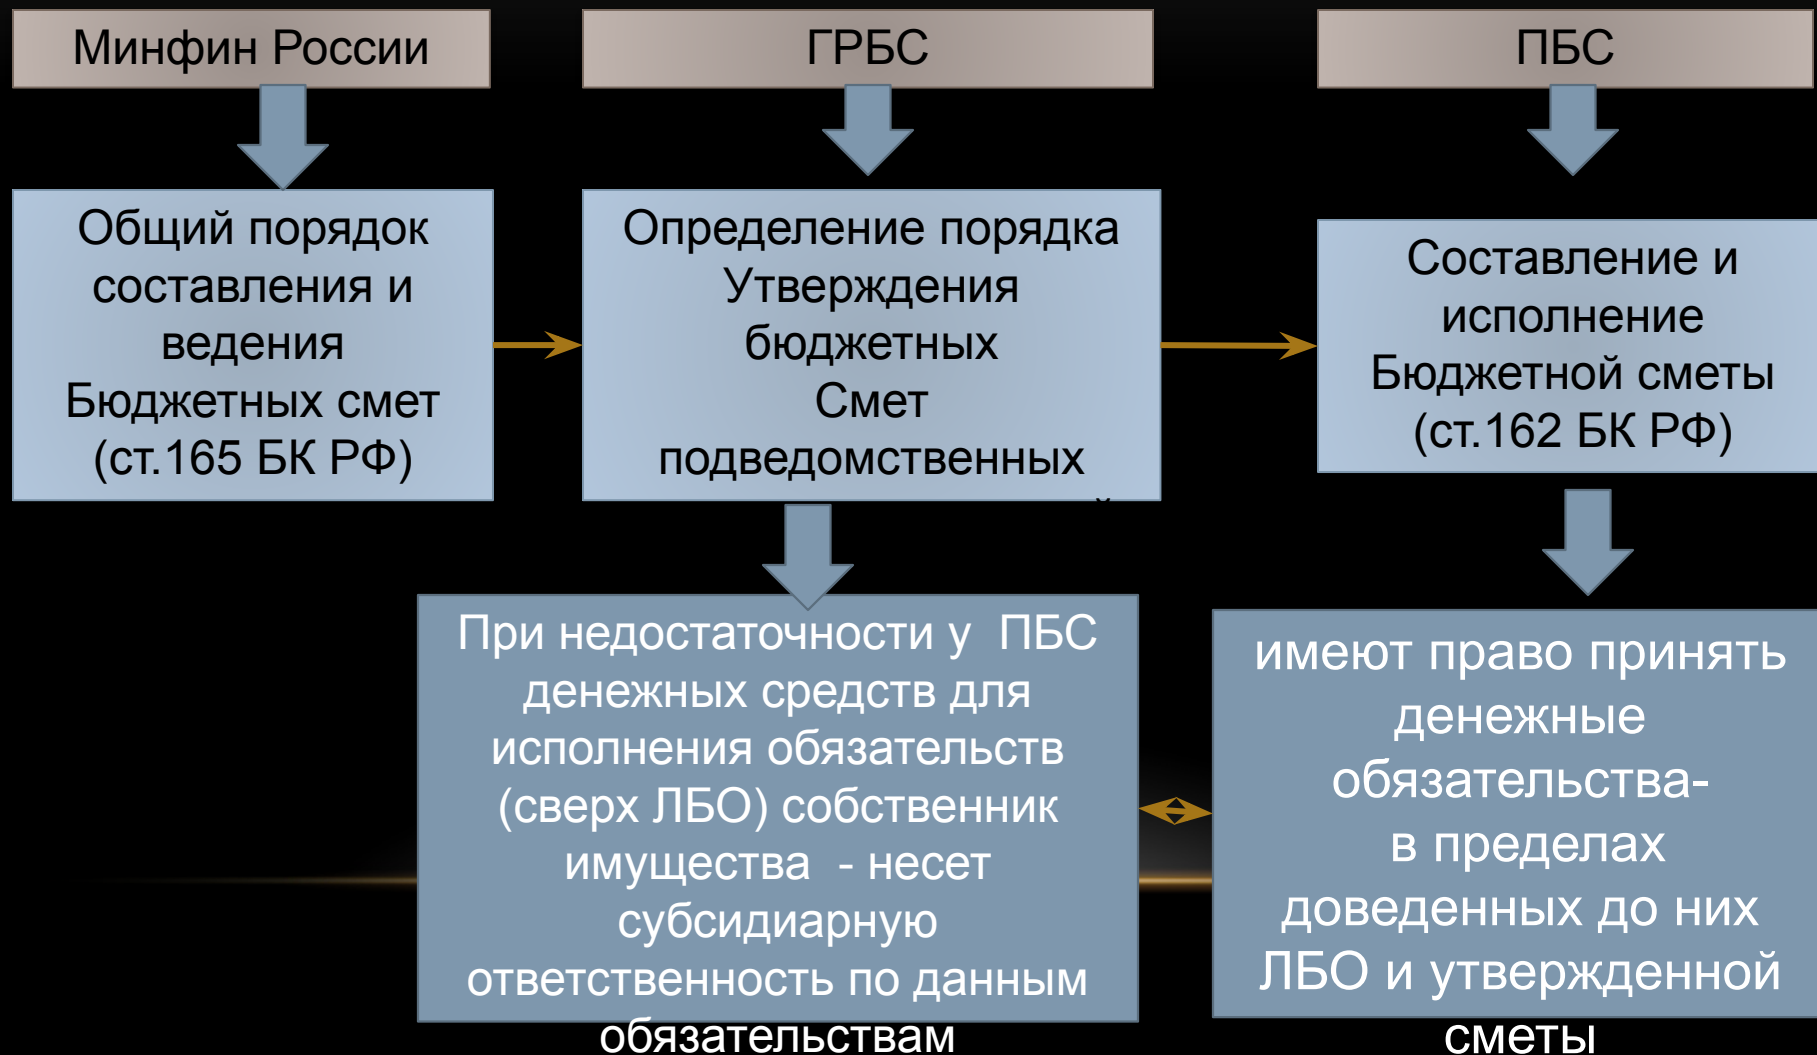 Минфин России
ГРБС
ПБС
Общий порядок
составления и
ведения
Бюджетных смет
(ст.165 БК РФ)
Определение порядка
Утверждения
бюджетных
Смет
подведомственных
Составление и
исполнение
Бюджетной сметы
(ст.162 БК РФ)
При недостаточности у ПБС
денежных средств для
исполнения обязательств
(сверх ЛБО) собственник
имущества - несет
субсидиарную
ответственность по данным
обязательствам
имеют право принять
денежные
обязательства-
в пределах
доведенных до них
ЛБО и утвержденной
сметы